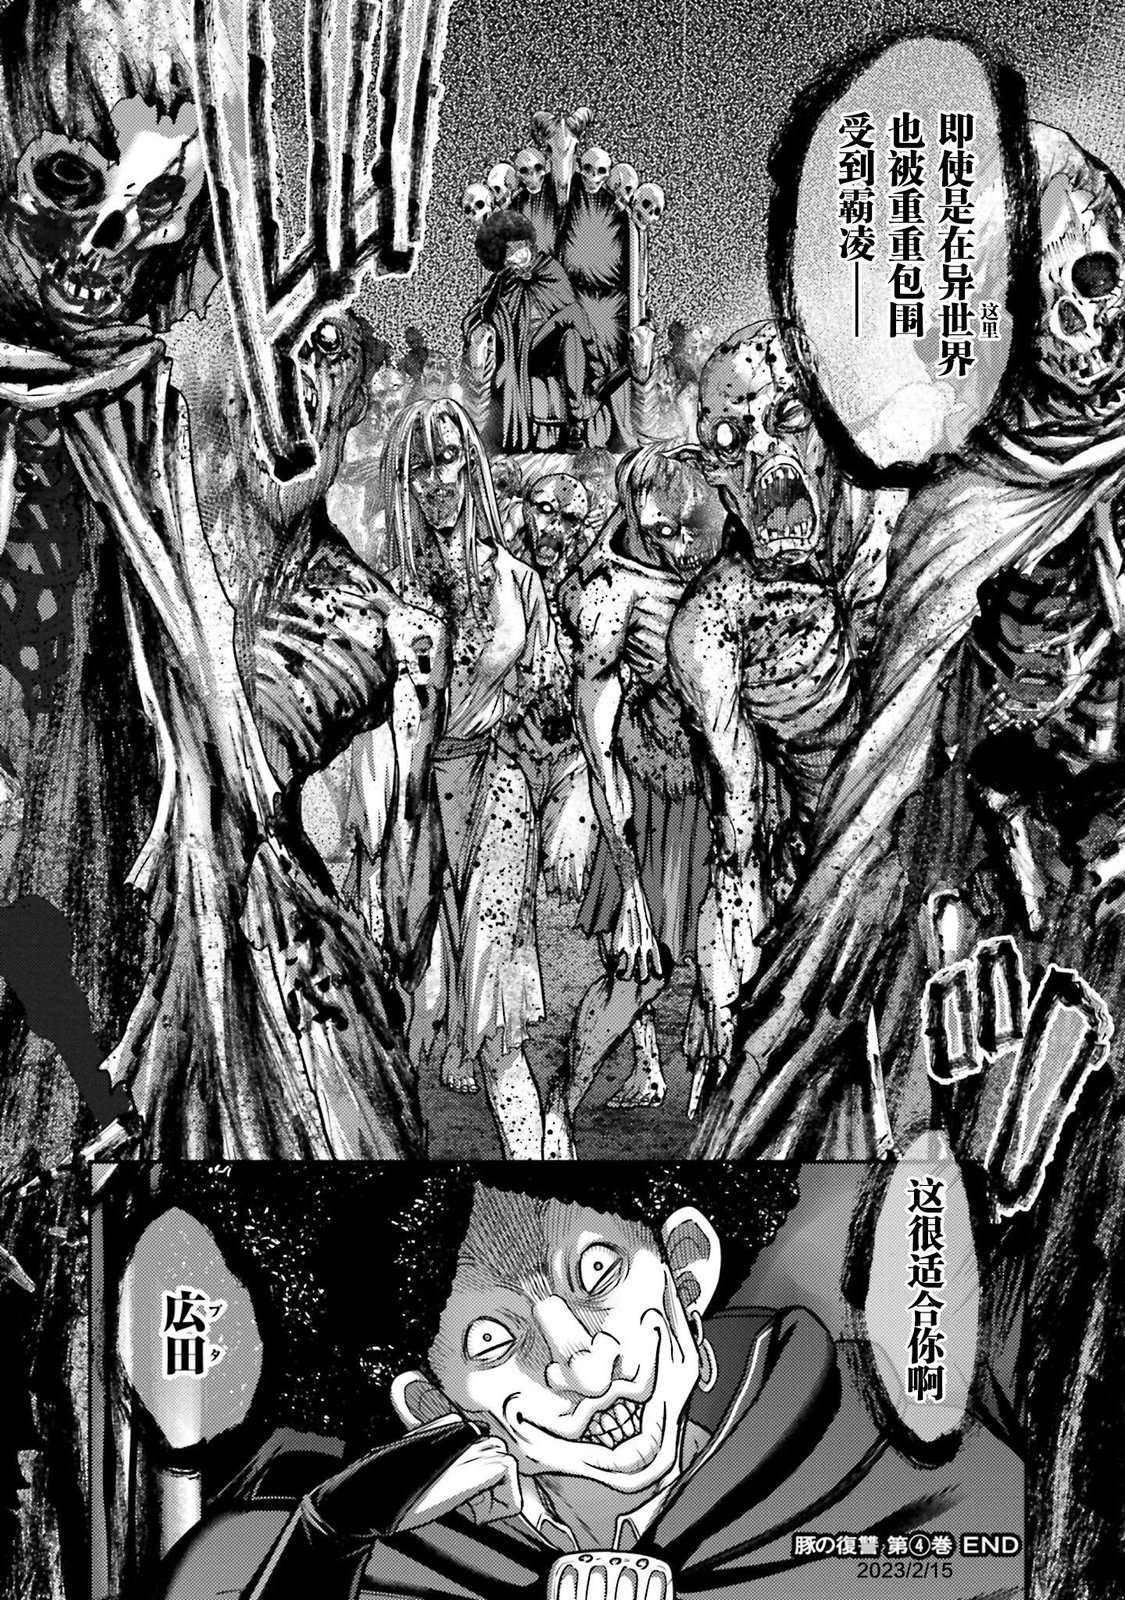 即使是在异世界
这里
也被重重包围
受到霸凌——
这很适合你啊
広田
ブタ
豚の復讐 第④巻 END
2023/2/15